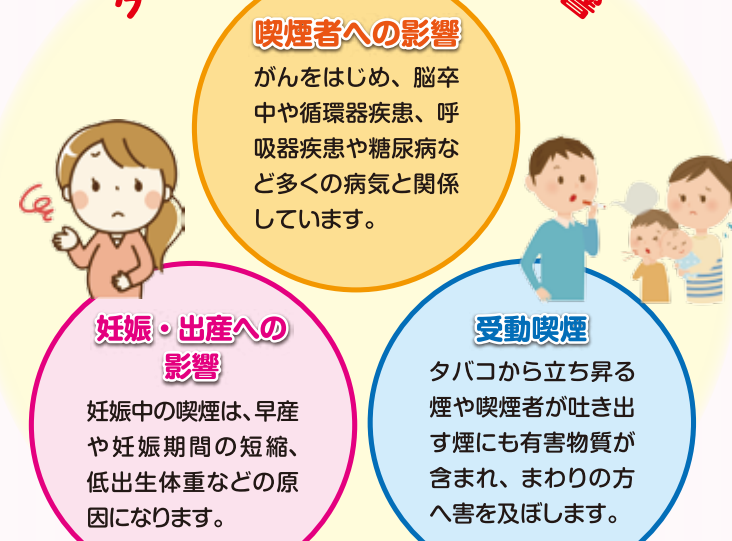 喫煙者への影響
がんをはじめ、脳卒
中や循環器疾患、呼
吸器疾患や糖尿病な
ど多くの病気と関係
しています。
妊娠・出産への
影響
妊娠中の喫煙は、早産
や妊娠期間の短縮、
低出生体重などの原
因になります。
受動喫煙
タバコから立ち昇る
煙や喫煙者が吐き出
す煙にも有害物質が
含まれ、まわりの方
へ害を及ぼします。